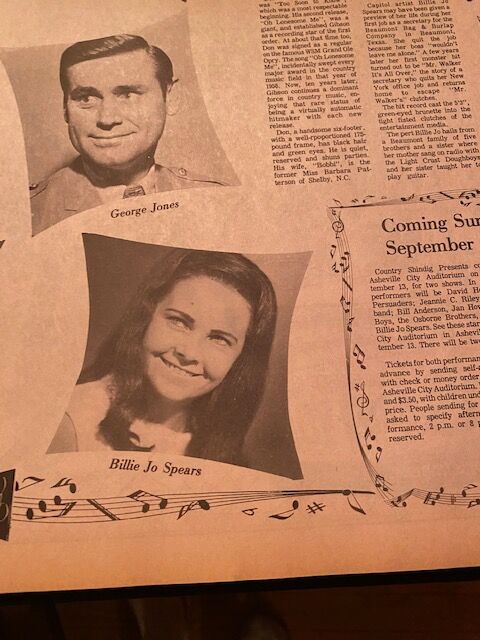 George Jones
was "Too Soon to Know",
which was a most respectable
beginning. His second release,
"Oh Lonesome Me", was a
giant, and established Gibson
as a recording star of the first
order. At about that time,
Don was signed as a regular
on the famous WSM Grand Ole
Opry. The song "Oh Lonesome
Me", incidentally swept every
major award in the country
music field in that year of
1958. Now, ten years later,
Gibson continues a dominant
force in country music, en-
joying that rare status of
being a virtually automatic
hitmaker with each new
release.
Don, a handsome six-footer,
with a well-rpoportioned 175-
pound frame, has black hair
and green eyes. He is quiet,
reserved and shuns parties.
His wife, "Bobbi", is the
former Miss Barbara Pat-
terson of Shelby, N.C.
Capitol artist Billie Jo
Spears may have been given a
preview of her life during her
first job as a secretary for the
Beaumont Bag & Burlap
Company in Beaumont,
Texas. She quit the job
because her boss "wouldn't
leave me alone." A few years
later her first monster hit
turned out to be "Mr. Walker
It's All Over," the story of a
secretary who quits her New
York office job and returns
home to escape "Mr.
Walker's" clutches.
The hit record cast the 5'2",
green-eyed brunette into the
light fisted clutches of the
entertainment media.
The pert Billie Jo hails from
a Beaumont family of five
brothers and a sister where
her mother sang on radio with
the Light Crust Doughboys
and her sister taught her to
play guitar.
Billie Jo Spears
Coming
September
Country Shindig Presents
Asheville City Auditorium on
tember 13, for two shows. In
performers will be David
Persuaders; Jeannie C. Riley
band; Bill Anderson, Jan
Boys, the Osborne Brothers,
Billie Jo Spears. See these
City Auditorium in
tember 13. There will be
Tickets for both
advance by sending
with check or money order
Asheville City Auditorium.
and $3.50, with children
price. People sending for
asked to specify
formance, 2 p.m. or 8
reserved.